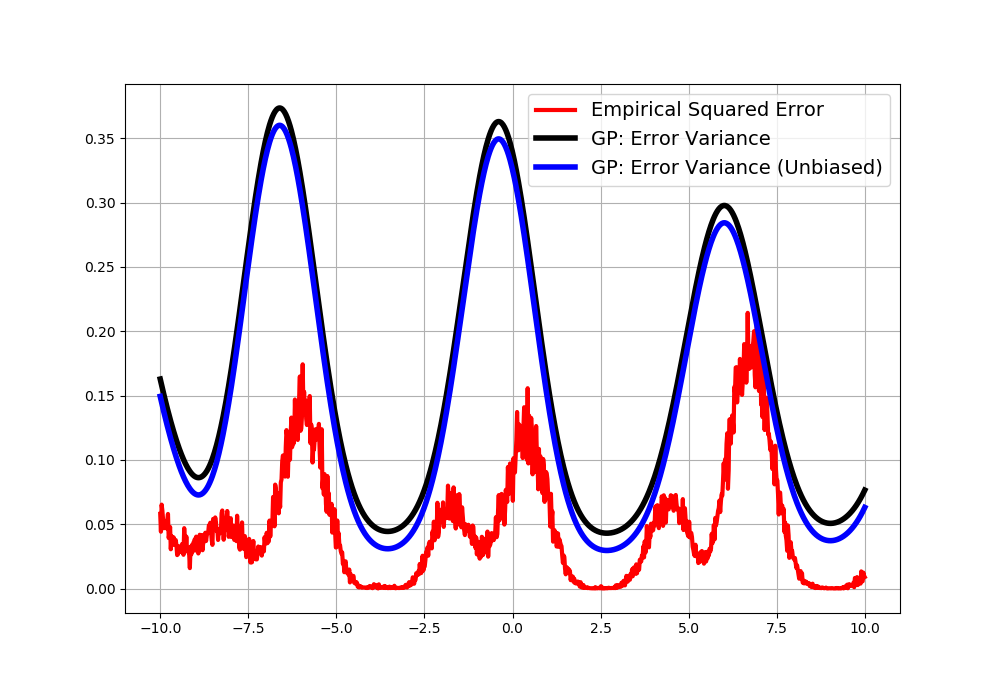 Empirical Squared Error
GP: Error Variance
GP: Error Variance (Unbiased)
0.35
0.30
0.25
0.20
0.15
0.10
0.05
0.00
−10.0 −7.5 −5.0 −2.5 0.0 2.5 5.0 7.5 10.0